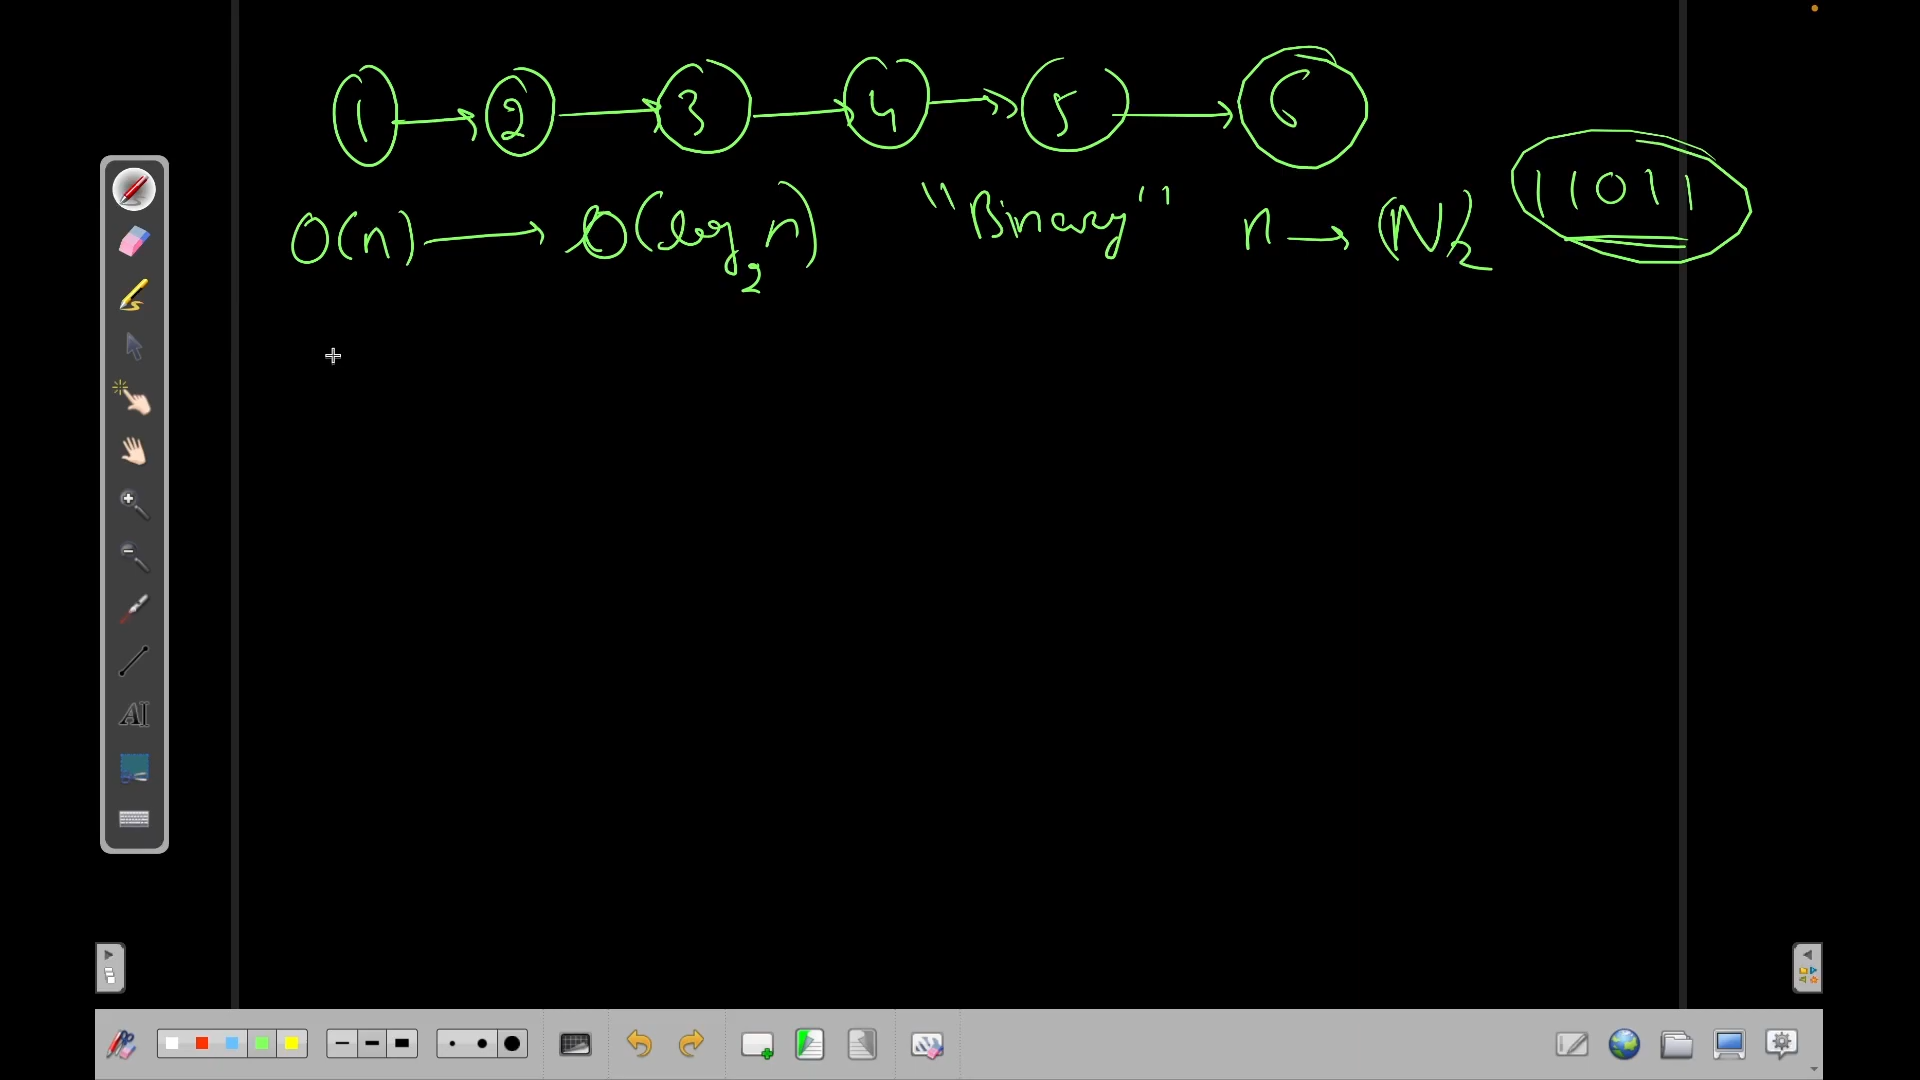 1 → 2 → 3 → 4 → 5 → 6
O(n) → O(log₂ n) "Binary" n → (N)₂ 11011